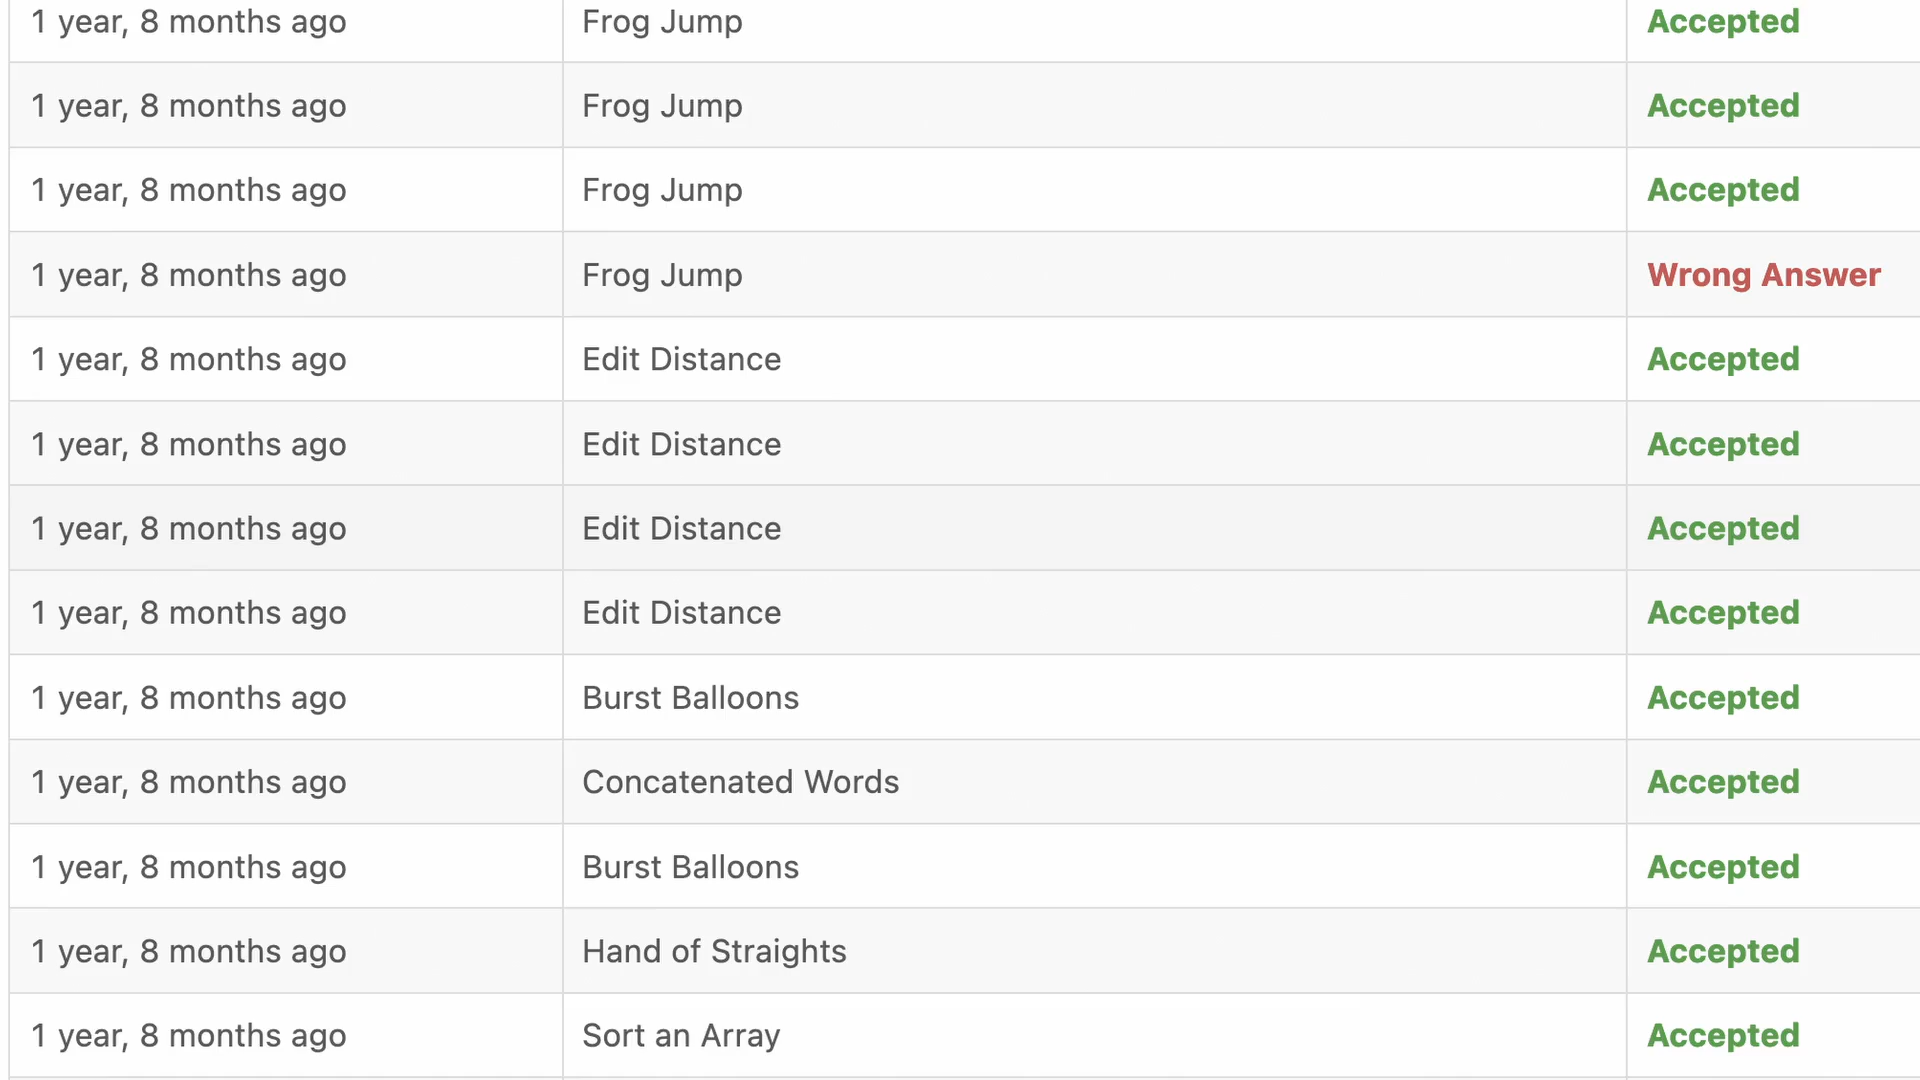 1 year, 8 months ago Frog Jump Accepted
1 year, 8 months ago Frog Jump Accepted
1 year, 8 months ago Frog Jump Accepted
1 year, 8 months ago Frog Jump Wrong Answer
1 year, 8 months ago Edit Distance Accepted
1 year, 8 months ago Edit Distance Accepted
1 year, 8 months ago Edit Distance Accepted
1 year, 8 months ago Edit Distance Accepted
1 year, 8 months ago Burst Balloons Accepted
1 year, 8 months ago Concatenated Words Accepted
1 year, 8 months ago Burst Balloons Accepted
1 year, 8 months ago Hand of Straights Accepted
1 year, 8 months ago Sort an Array Accepted